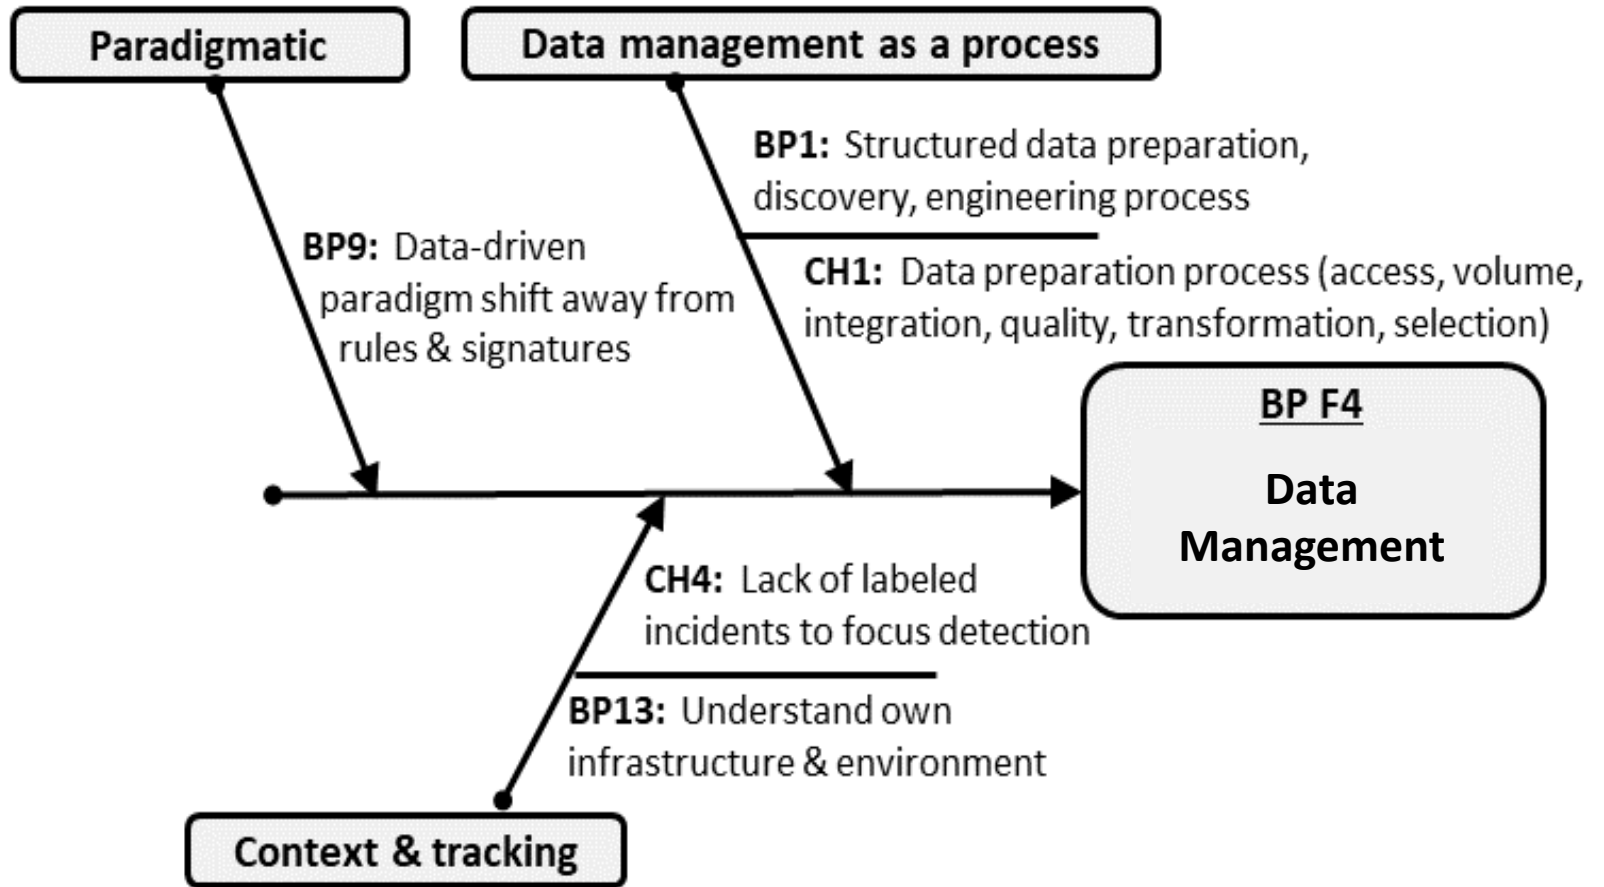 Paradigmatic
Data management as a process
BP1: Structured data preparation,
discovery, engineering process
BP9: Data-driven
paradigm shift away from
rules & signatures
CH1: Data preparation process (access, volume,
integration, quality, transformation, selection)
BP F4
Data
Management
CH4: Lack of labeled
incidents to focus detection
BP13: Understand own
infrastructure & environment
Context & tracking